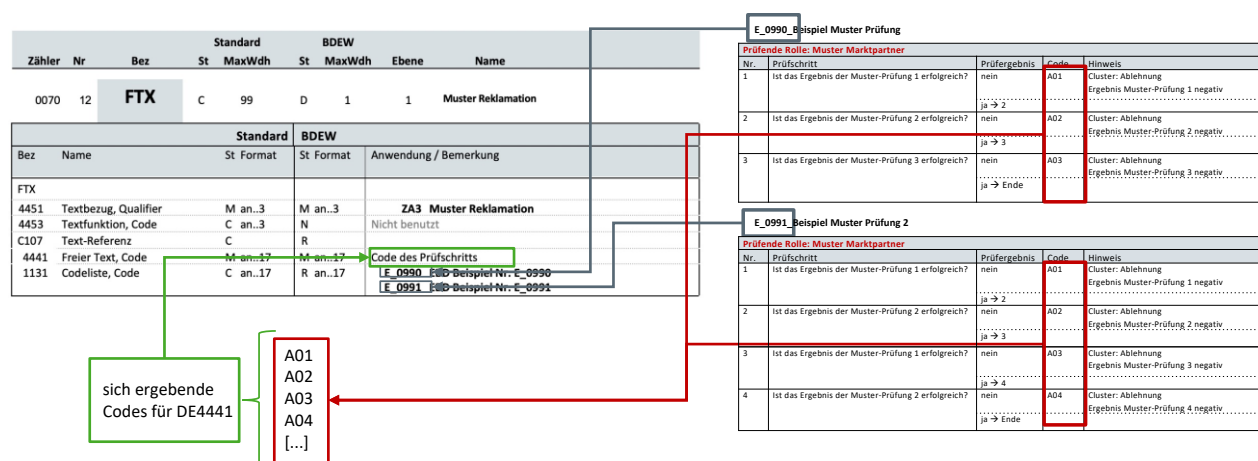 Standard BDEW
Zähler Nr Bez St MaxWdh St MaxWdh Ebene Name
0070 12 FTX C 99 D 1 1 Muster Reklamation
Standard BDEW
Bez Name St Format St Format Anwendung / Bemerkung
FTX
4451 Textbezug, Qualifier M an..3 M an..3 ZA3 Muster Reklamation
4453 Textfunktion, Code C an..3 N Nicht benutzt
C107 Text-Referenz C R
4441 Freier Text, Code M an..17 M an..17 Code des Prüfschritts
1131 Codeliste, Code C an..17 R an..17 E_0990 EBD Beispiel Nr. E_0990
E_0991 EBD Beispiel Nr. E_0991
sich ergebende
Codes für DE4441
A01
A02
A03
A04
[...]
E_0990_Beispiel Muster Prüfung
Prüfende Rolle: Muster Marktpartner
Nr. Prüfschritt Prüfergebnis Code Hinweis
1 Ist das Ergebnis der Muster-Prüfung 1 erfolgreich? nein A01 Cluster: Ablehnung
Ergebnis Muster-Prüfung 1 negativ
ja → 2
2 Ist das Ergebnis der Muster-Prüfung 2 erfolgreich? nein A02 Cluster: Ablehnung
Ergebnis Muster-Prüfung 2 negativ
ja → 3
3 Ist das Ergebnis der Muster-Prüfung 3 erfolgreich? nein A03 Cluster: Ablehnung
Ergebnis Muster-Prüfung 3 negativ
ja → Ende
E_0991_Beispiel Muster Prüfung 2
Prüfende Rolle: Muster Marktpartner
Nr. Prüfschritt Prüfergebnis Code Hinweis
1 Ist das Ergebnis der Muster-Prüfung 1 erfolgreich? nein A01 Cluster: Ablehnung
Ergebnis Muster-Prüfung 1 negativ
ja → 2
2 Ist das Ergebnis der Muster-Prüfung 2 erfolgreich? nein A02 Cluster: Ablehnung
Ergebnis Muster-Prüfung 2 negativ
ja → 3
3 Ist das Ergebnis der Muster-Prüfung 1 erfolgreich? nein A03 Cluster: Ablehnung
Ergebnis Muster-Prüfung 3 negativ
ja → 4
4 Ist das Ergebnis der Muster-Prüfung 2 erfolgreich? nein A04 Cluster: Ablehnung
Ergebnis Muster-Prüfung 4 negativ
ja → Ende